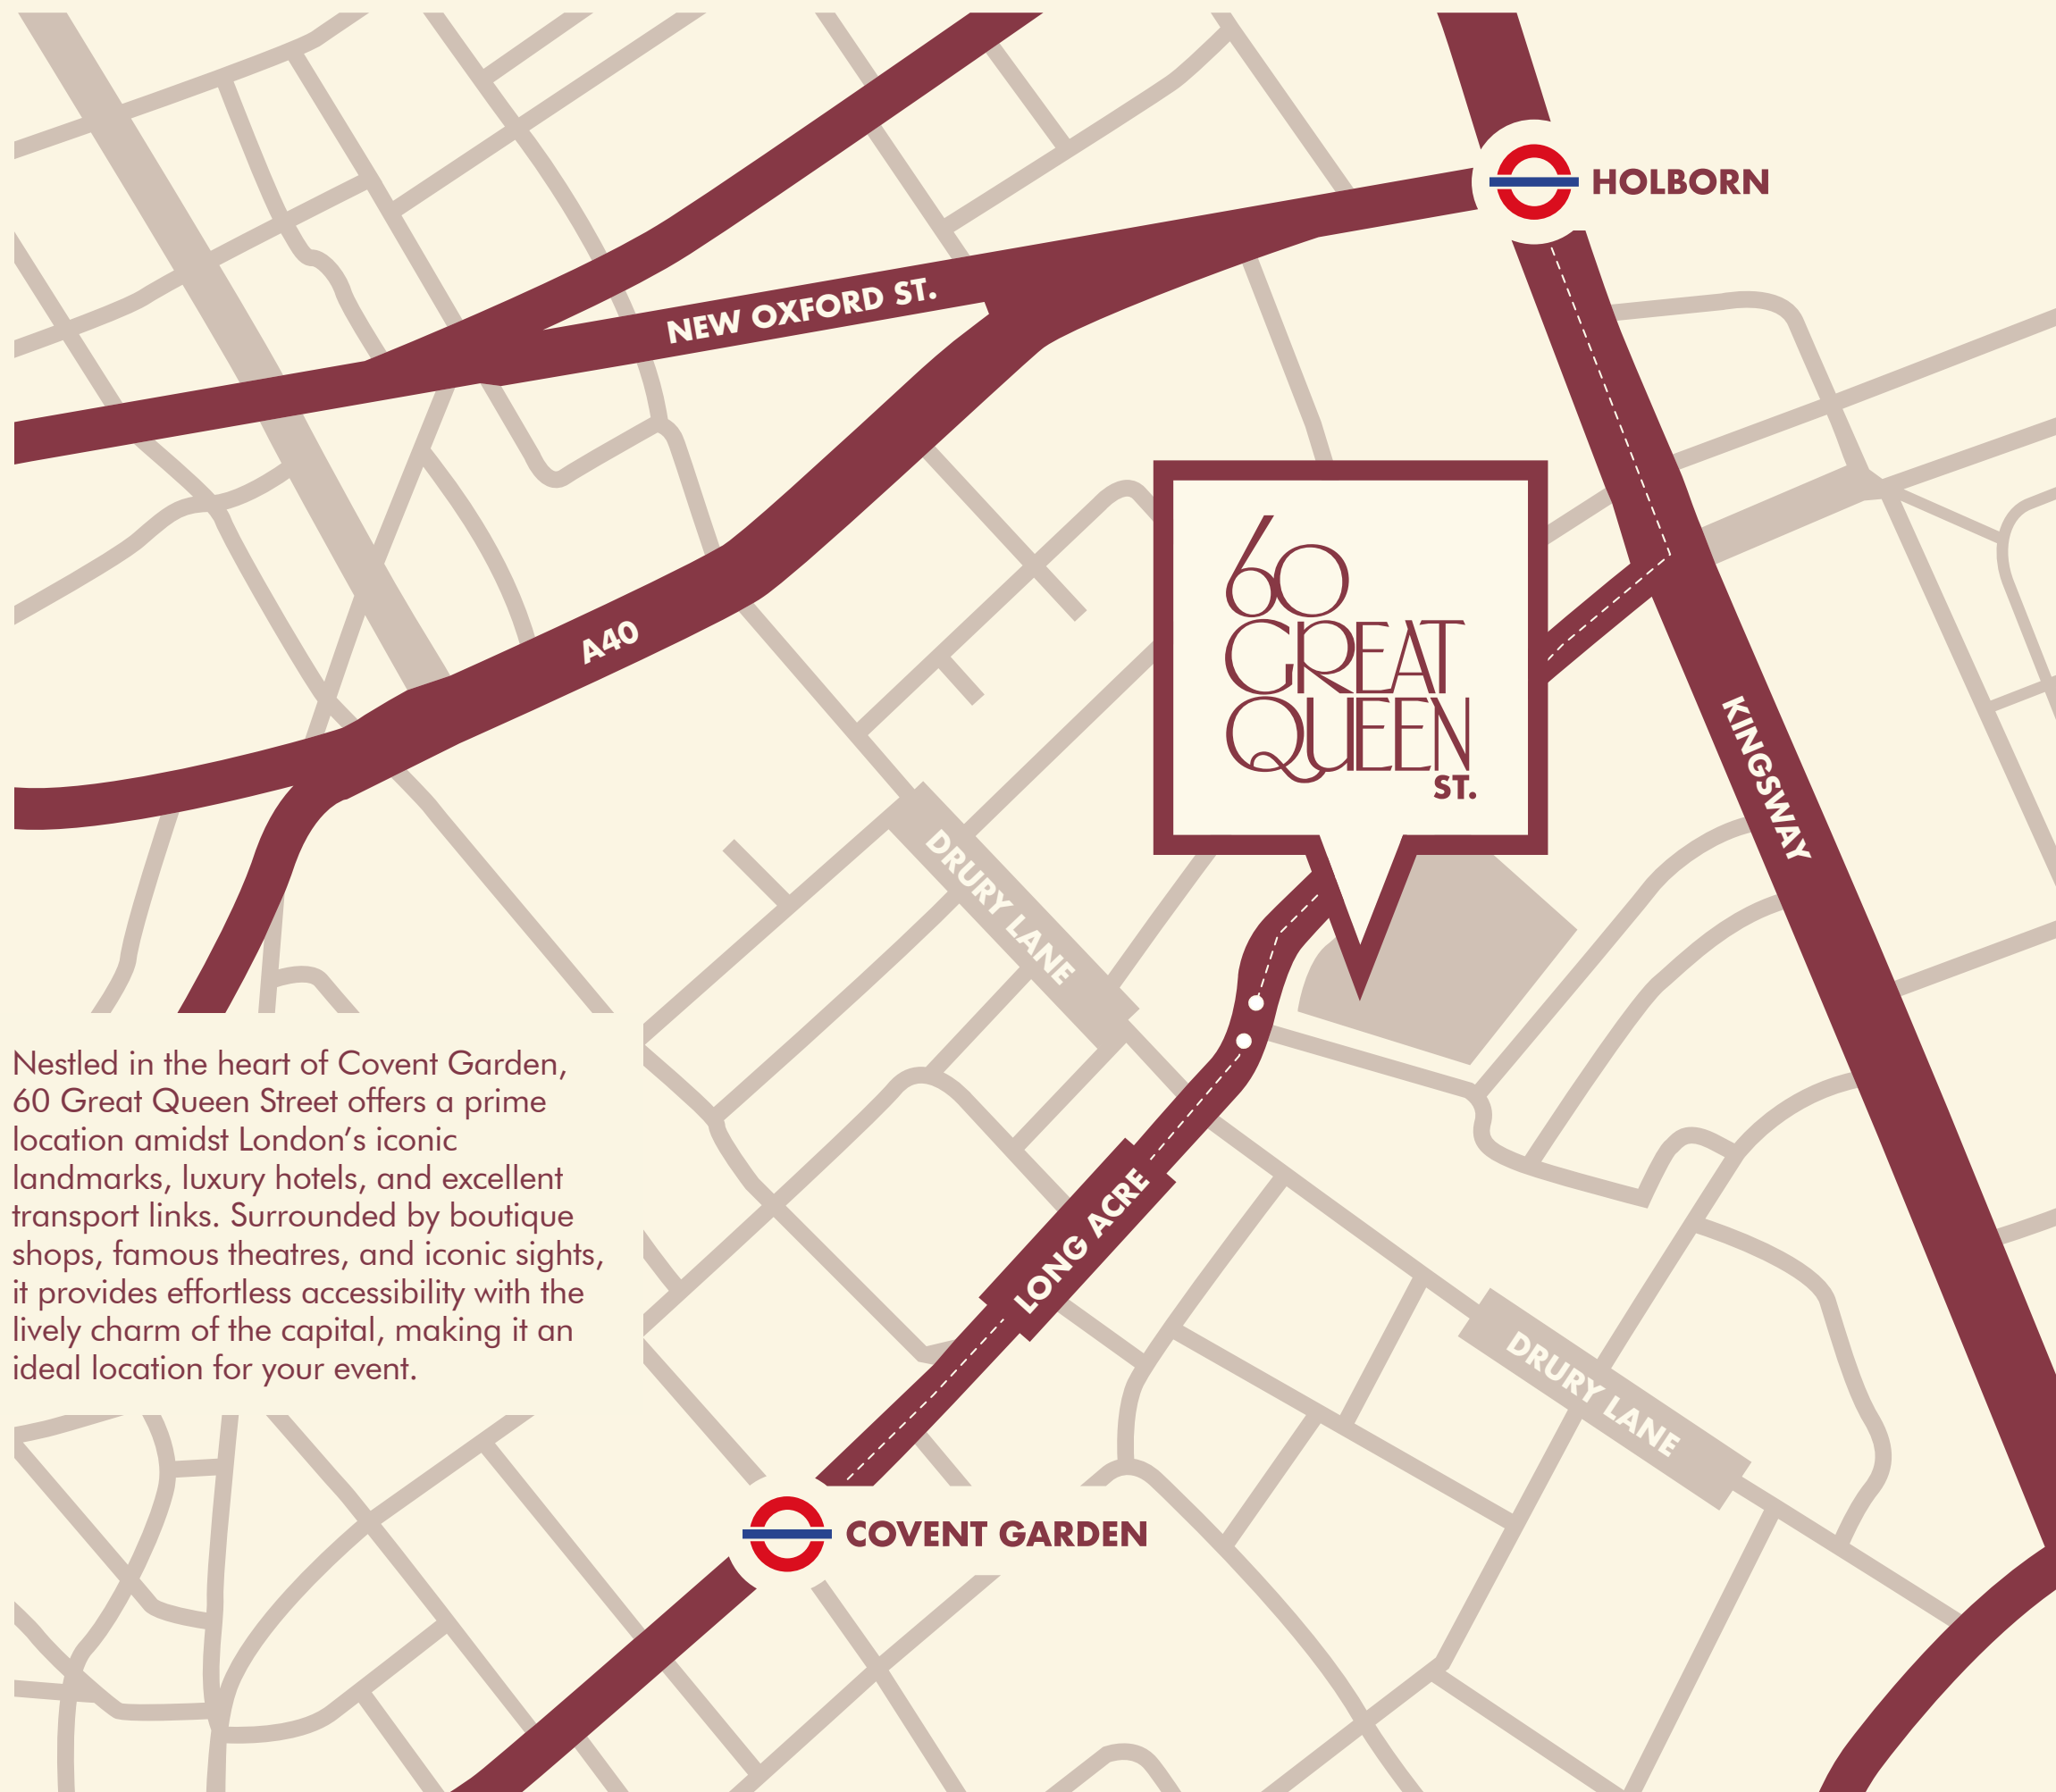 HOLBORN
NEW OXFORD ST.
60
GREAT
QUEEN
ST.
A40
KINGSWAY
DRURY LANE
Nestled in the heart of Covent Garden,
60 Great Queen Street offers a prime
location amidst London’s iconic
landmarks, luxury hotels, and excellent
transport links. Surrounded by boutique
shops, famous theatres, and iconic sights,
it provides effortless accessibility with the
lively charm of the capital, making it an
ideal location for your event.
LONG ACRE
DRURY LANE
COVENT GARDEN